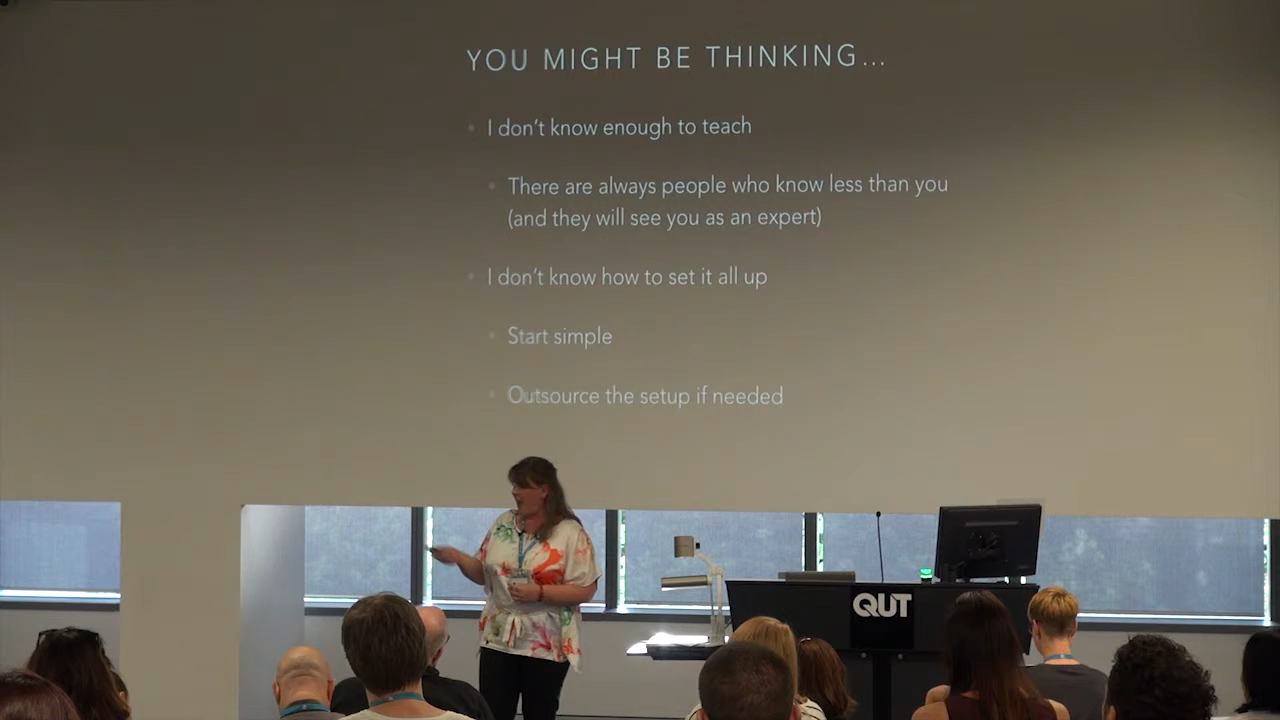 YOU MIGHT BE THINKING...
• I don't know enough to teach
• There are always people who know less than you
(and they will see you as an expert)
• I don't know how to set it all up
• Start simple
• Outsource the setup if needed
QUT